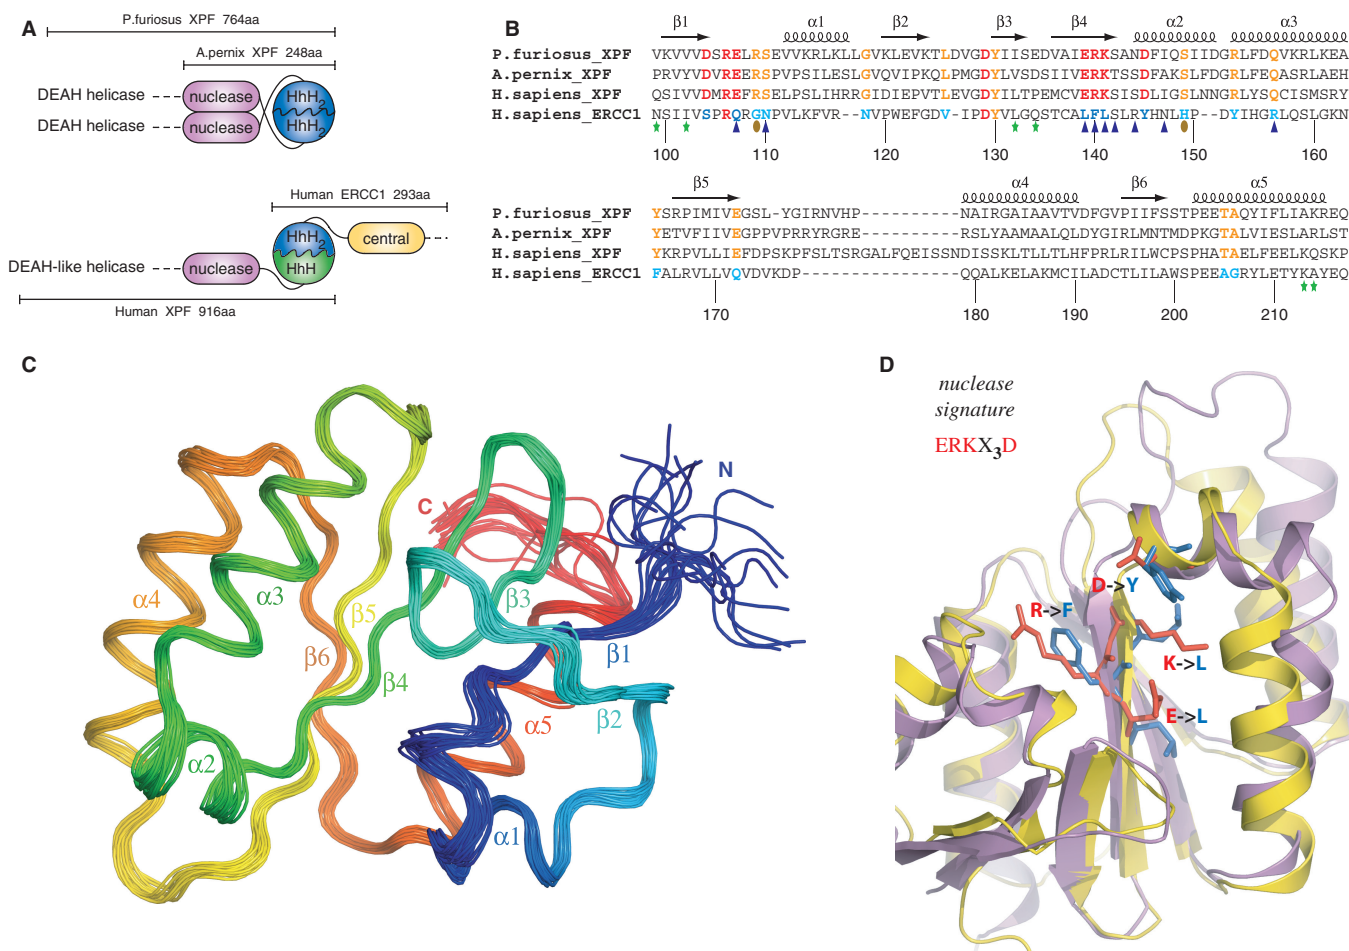 A
P.furiosus XPF 764aa
A.pernix XPF 248aa
DEAH helicase
nuclease
HhH2
DEAH helicase
nuclease
HhH2
Human ERCC1 293aa
HhH2
central
DEAH-like helicase
nuclease
HhH
Human XPF 916aa
B
β1 α1 β2 β3 β4 α2 α3
P.furiosus_XPF VKVVVDSRELRSEVVKRLKLLGVKLEVKTLDVGDYIISEDVAIERKSANDFIQSIIDGRLFDQVKRLKEA
A.pernix_XPF PRVYVDVREERSPVPSILESLGVQVIPKQLPMGDYLVSDSIIVERKTSSDFAKSLFDGRLFEQASRLAEH
H.sapiens_XPF QSIVVDMREFRSELPSLIHRRGIDIEPVTLEVGDYILTPEMCVERKSISDLIGSLNNGRLYSQCISMSRY
H.sapiens_ERCC1 NSIIVSPRQRGNPVLKFVR--NVPWEFGDV-IPDYVLGQSTCALFLSLRYHNLHP--DYIHGRLQSLGKN
100 110 120 130 140 150 160
β5 α4 β6 α5
P.furiosus_XPF YSRPIMIVEGSL-YGIRNVHP----------NAIRGAIAAVTVDFGVPIIFSSTPEETAQYIFLIAKREQ
A.pernix_XPF YETVFIIVEGPPVPRRYRGRE----------RSLYAAMAALQLDYGIRLMNTMDPKGTALVIESLARLST
H.sapiens_XPF YKRPVLLIEFDPSKPFSLTSRGALFQEISSNDISSKLTLLTLHFPRLRILWCPSPHATAELFEELKQSKP
H.sapiens_ERCC1 FALRVLLVQVDVKDP----------------QQALKELAKMCILADCTLILAWSPEEAGRYLETYKAYEQ
170 180 190 200 210
C
N
C
α4
α3
β3
β5
β6
β1
β4
β2
α5
α2
α1
D
nuclease
signature
ERKX3D
D->Y
R->F
K->L
E->L